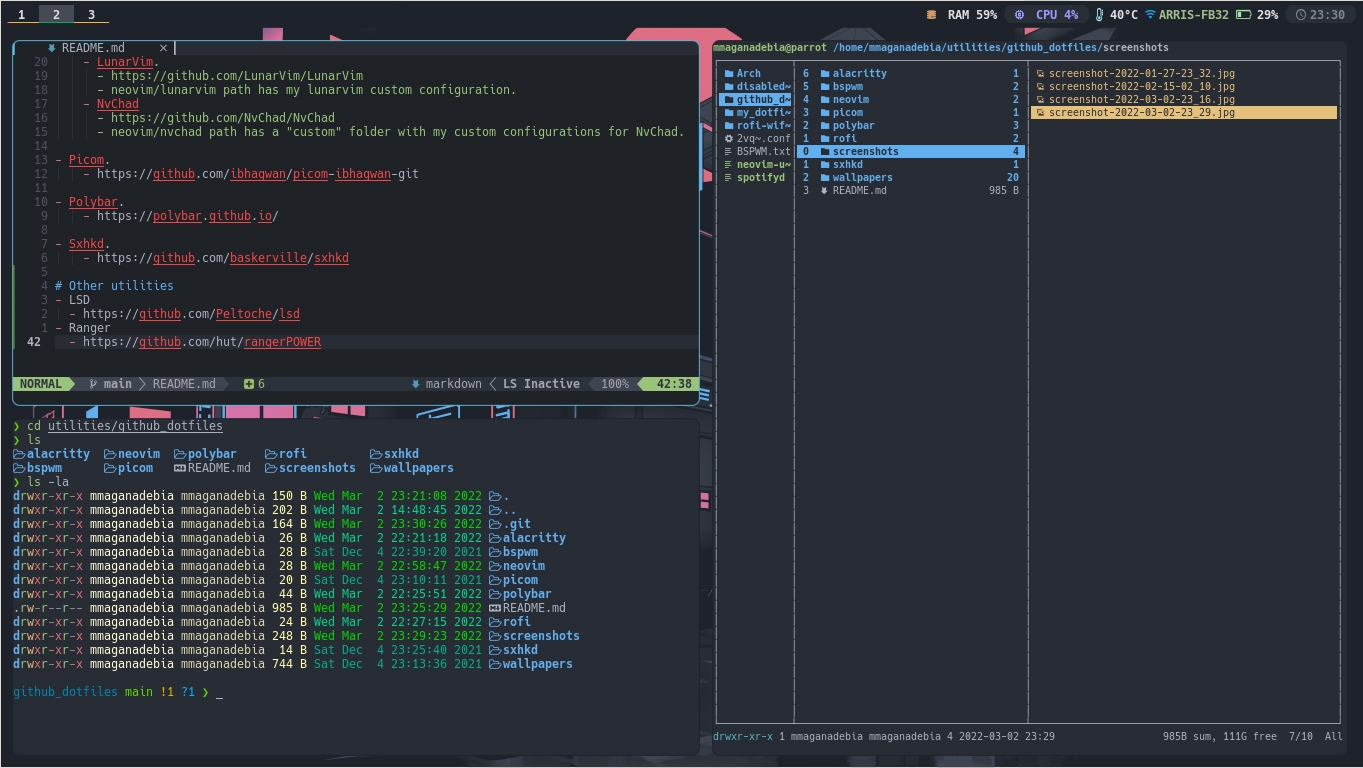 1 2 3 RAM 59% CPU 4% 40°C ARRIS-FB32 29% 23:30
README.md ×
20 - LunarVim.
19 - https://github.com/LunarVim/LunarVim
18 - neovim/lunarvim path has my lunarvim custom configuration.
17 - NvChad
16 - https://github.com/NvChad/NvChad
15 - neovim/nvchad path has a "custom" folder with my custom configurations for NvChad.
14
13 - Picom.
12 - https://github.com/ibhagwan/picom-ibhagwan-git
11
10 - Polybar.
9 - https://polybar.github.io/
8
7 - Sxhkd.
6 - https://github.com/baskerville/sxhkd
5
4 # Other utilities
3 - LSD
2 - https://github.com/Peltoche/lsd
1 - Ranger
42 - https://github.com/hut/rangerPOWER
NORMAL main README.md 6 markdown LS Inactive 100% 42:38
❯ cd utilities/github_dotfiles
❯ ls
alacritty neovim polybar rofi sxhkd
bspwm picom README.md screenshots wallpapers
❯ ls -la
drwxr-xr-x mmaganadebia mmaganadebia 150 B Wed Mar 2 23:21:08 2022 .
drwxr-xr-x mmaganadebia mmaganadebia 202 B Wed Mar 2 14:48:45 2022 ..
drwxr-xr-x mmaganadebia mmaganadebia 164 B Wed Mar 2 23:30:26 2022 .git
drwxr-xr-x mmaganadebia mmaganadebia 26 B Wed Mar 2 22:21:18 2022 alacritty
drwxr-xr-x mmaganadebia mmaganadebia 28 B Sat Dec 4 22:39:20 2021 bspwm
drwxr-xr-x mmaganadebia mmaganadebia 28 B Wed Mar 2 22:58:47 2022 neovim
drwxr-xr-x mmaganadebia mmaganadebia 20 B Sat Dec 4 23:10:11 2021 picom
drwxr-xr-x mmaganadebia mmaganadebia 44 B Wed Mar 2 22:25:51 2022 polybar
.rw-r--r-- mmaganadebia mmaganadebia 985 B Wed Mar 2 23:25:29 2022 README.md
drwxr-xr-x mmaganadebia mmaganadebia 24 B Wed Mar 2 22:27:15 2022 rofi
drwxr-xr-x mmaganadebia mmaganadebia 248 B Wed Mar 2 23:29:23 2022 screenshots
drwxr-xr-x mmaganadebia mmaganadebia 14 B Sat Dec 4 23:25:40 2021 sxhkd
drwxr-xr-x mmaganadebia mmaganadebia 744 B Sat Dec 4 23:13:36 2021 wallpapers
github_dotfiles main !1 ?1 ❯ _
mmaganadebia@parrot /home/mmaganadebia/utilities/github_dotfiles/screenshots
Arch 6 alacritty 1 screenshot-2022-01-27-23_32.jpg
disabled~ 5 bspwm 2 screenshot-2022-02-15-02_10.jpg
github_d~ 4 neovim 2 screenshot-2022-03-02-23_16.jpg
my_dotfi~ 3 picom 1 screenshot-2022-03-02-23_29.jpg
rofi-wif~ 2 polybar 3
2vq~.conf 1 rofi 2
BSPWM.txt 0 screenshots 4
neovim-u~ 1 sxhkd 1
spotifyd 2 wallpapers 20
3 README.md 985 B
drwxr-xr-x 1 mmaganadebia mmaganadebia 4 2022-03-02 23:29 985B sum, 111G free 7/10 All